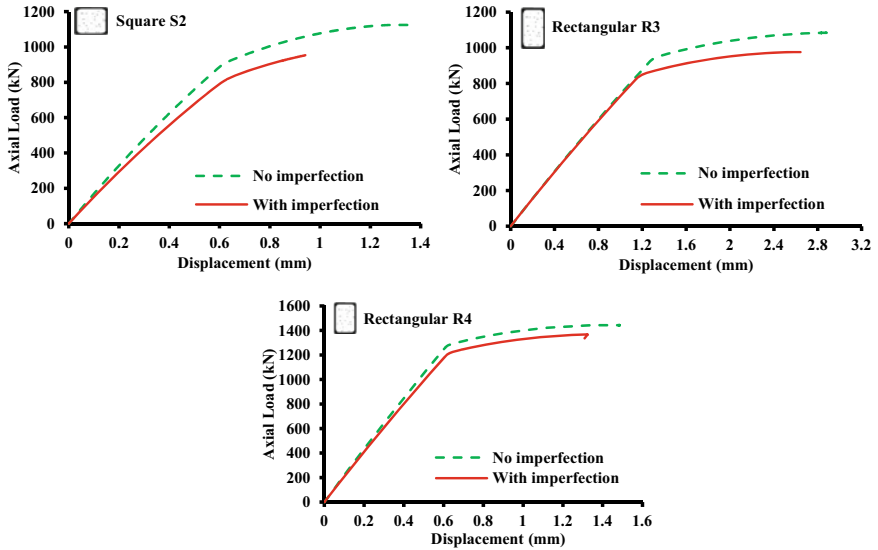 Square S2
Axial Load (kN)
1200
1000
800
600
400
200
0
No imperfection
With imperfection
0 0.2 0.4 0.6 0.8 1 1.2 1.4
Displacement (mm)
Rectangular R3
Axial Load (kN)
1200
1000
800
600
400
200
0
No imperfection
With imperfection
0 0.4 0.8 1.2 1.6 2 2.4 2.8 3.2
Displacement (mm)
Rectangular R4
Axial Load (kN)
1600
1400
1200
1000
800
600
400
200
0
No imperfection
With imperfection
0 0.2 0.4 0.6 0.8 1 1.2 1.4 1.6
Displacement (mm)